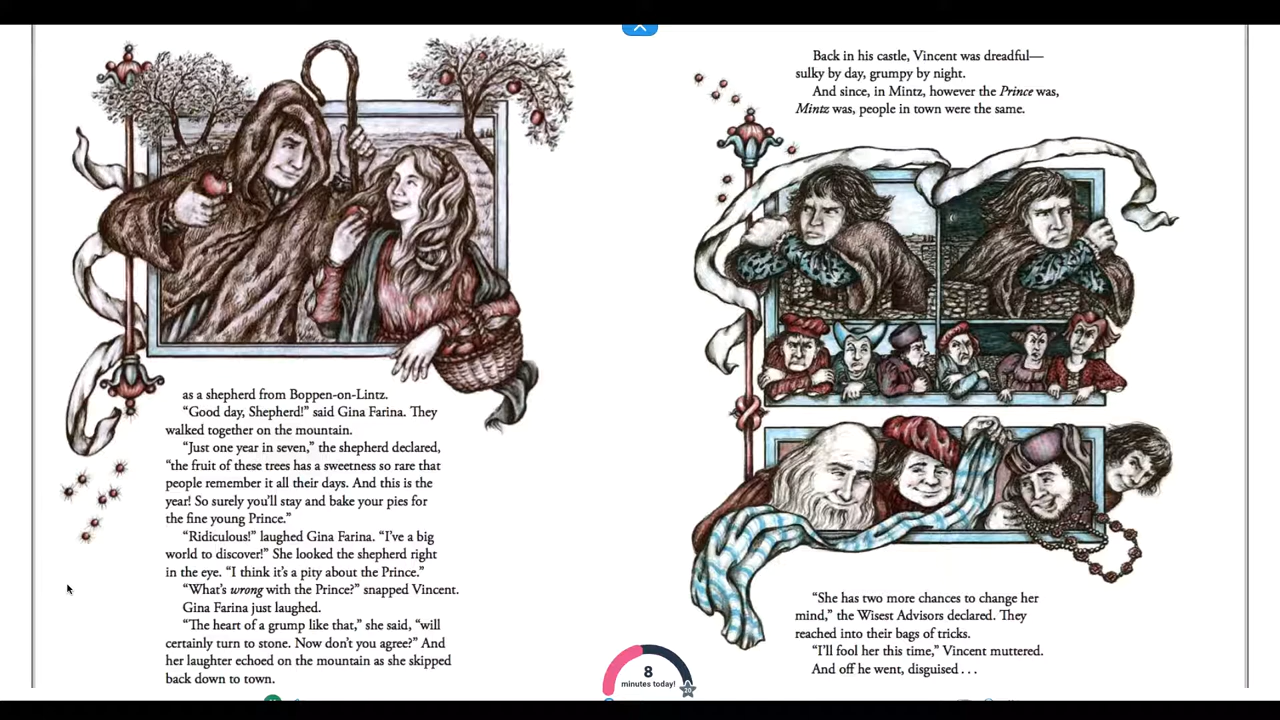 as a shepherd from Boppen-on-Lintz.
“Good day, Shepherd!” said Gina Farina. They
walked together on the mountain.
“Just one year in seven,” the shepherd declared,
“the fruit of these trees has a sweetness so rare that
people remember it all their days. And this is the
year! So surely you’ll stay and bake your pies for
the fine young Prince.”
“Ridiculous!” laughed Gina Farina. “I’ve a big
world to discover!” She looked the shepherd right
in the eye. “I think it’s a pity about the Prince.”
“What’s wrong with the Prince?” snapped Vincent.
Gina Farina just laughed.
“The heart of a grump like that,” she said, “will
certainly turn to stone. Now don’t you agree?” And
her laughter echoed on the mountain as she skipped
back down to town.
Back in his castle, Vincent was dreadful—
sulky by day, grumpy by night.
And since, in Mintz, however the Prince was,
Mintz was, people in town were the same.
“She has two more chances to change her
mind,” the Wisest Advisors declared. They
reached into their bags of tricks.
“I’ll fool her this time,” Vincent muttered.
And off he went, disguised . . .
8
minutes today!
20